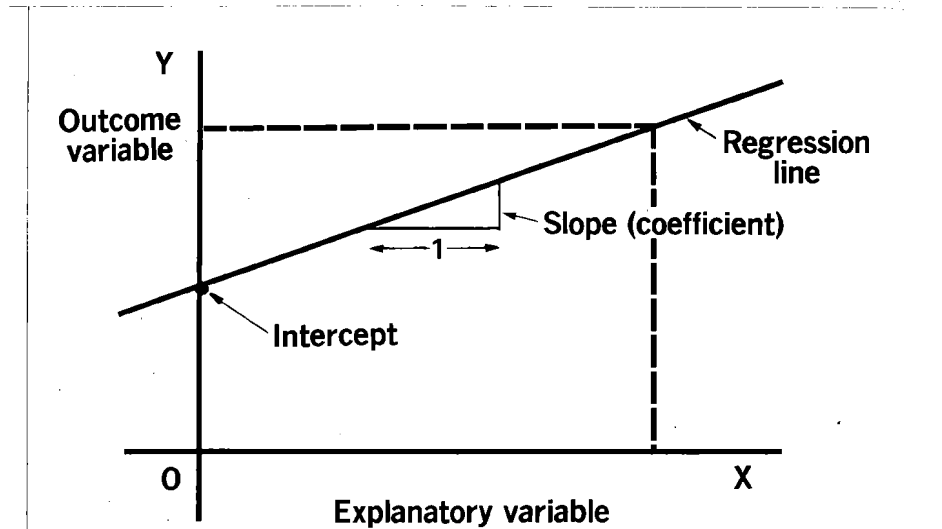 Y
Outcome
variable
Regression
line
Slope (coefficient)
1
Intercept
O
X
Explanatory variable